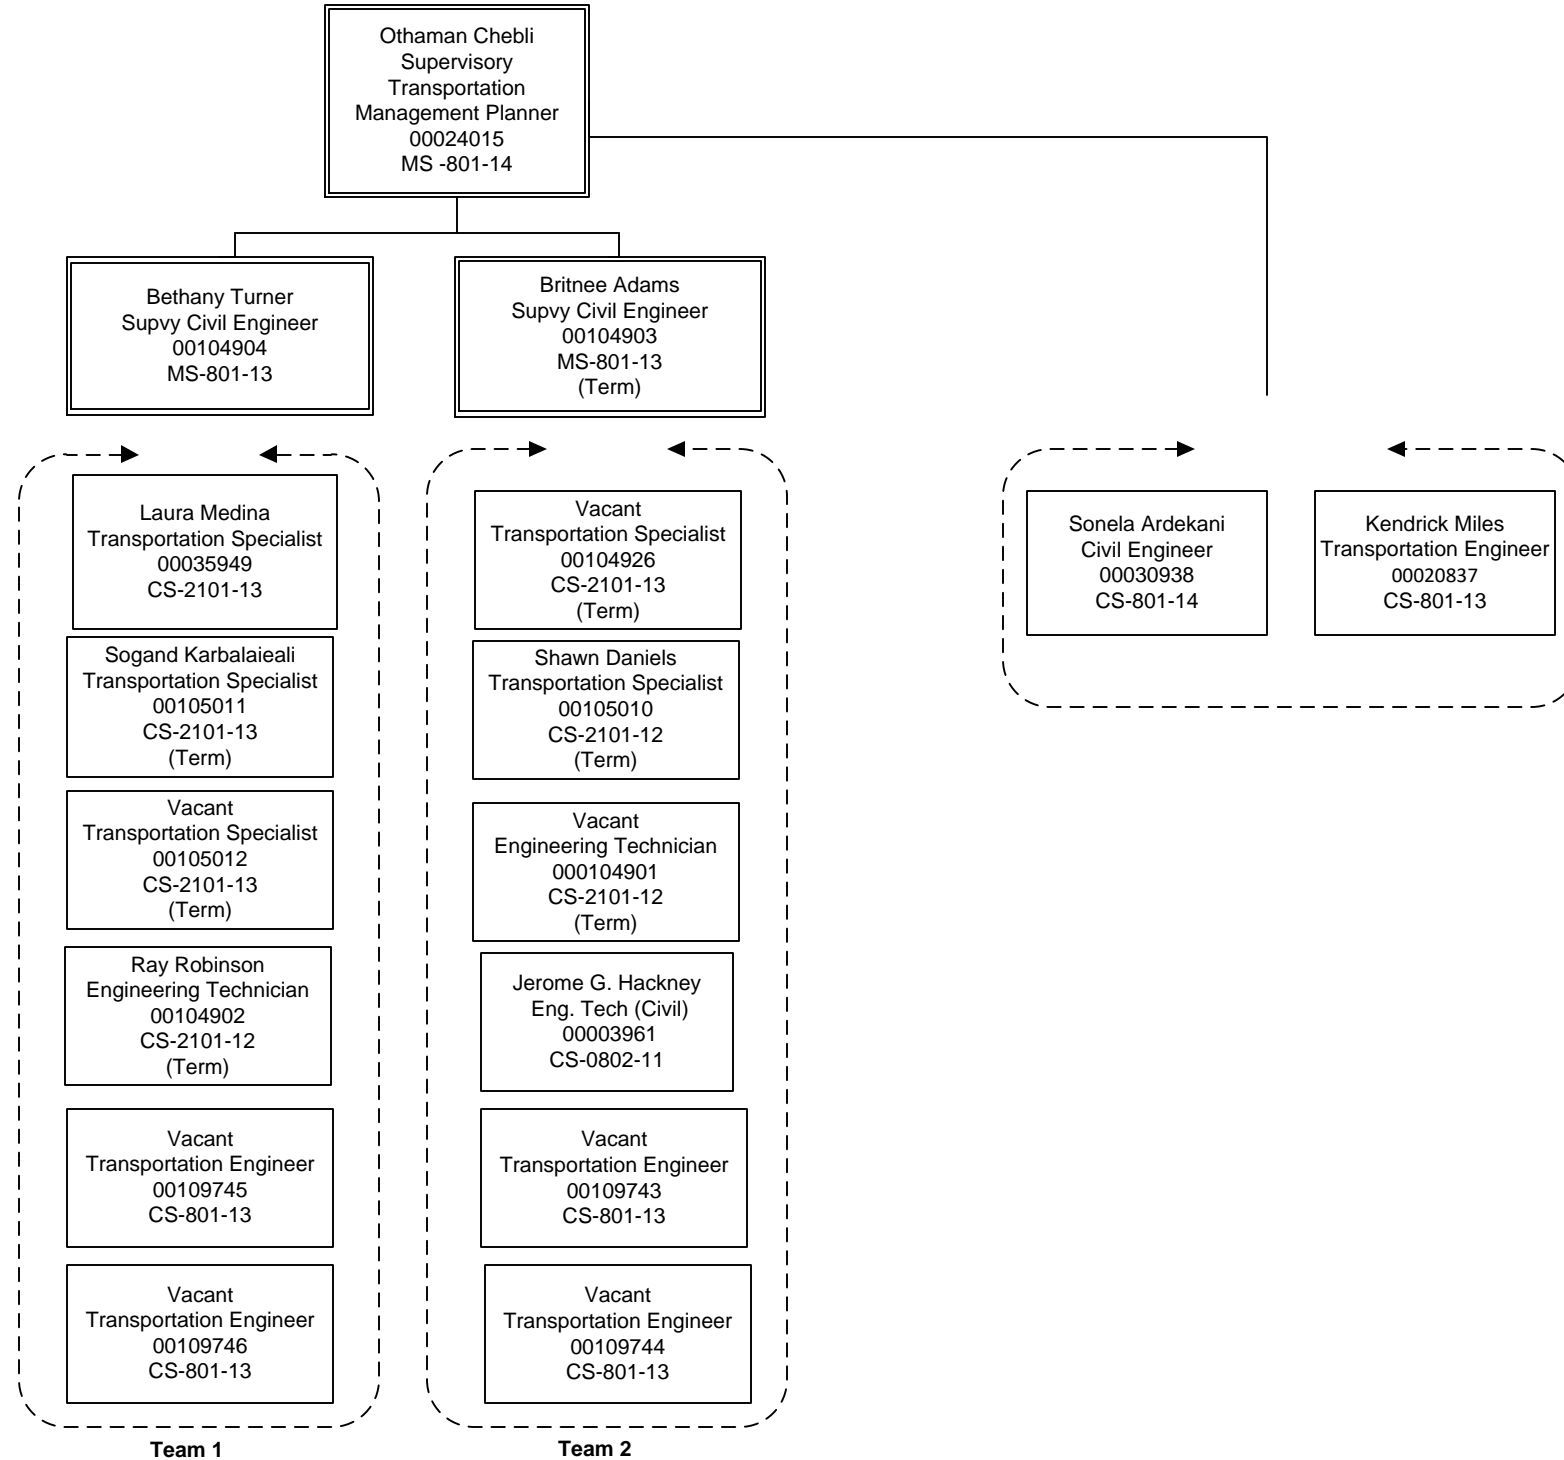 Othaman Chebli
Supervisory
Transportation
Management Planner
00024015
MS -801-14
Bethany Turner
Supvy Civil Engineer
00104904
MS-801-13
Britnee Adams
Supvy Civil Engineer
00104903
MS-801-13
(Term)
Laura Medina
Transportation Specialist
00035949
CS-2101-13
Sogand Karbalaieali
Transportation Specialist
00105011
CS-2101-13
(Term)
Vacant
Transportation Specialist
00105012
CS-2101-13
(Term)
Ray Robinson
Engineering Technician
00104902
CS-2101-12
(Term)
Vacant
Transportation Engineer
00109745
CS-801-13
Vacant
Transportation Engineer
00109746
CS-801-13
Team 1
Vacant
Transportation Specialist
00104926
CS-2101-13
(Term)
Shawn Daniels
Transportation Specialist
00105010
CS-2101-12
(Term)
Vacant
Engineering Technician
000104901
CS-2101-12
(Term)
Jerome G. Hackney
Eng. Tech (Civil)
00003961
CS-0802-11
Vacant
Transportation Engineer
00109743
CS-801-13
Vacant
Transportation Engineer
00109744
CS-801-13
Team 2
Sonela Ardekani
Civil Engineer
00030938
CS-801-14
Kendrick Miles
Transportation Engineer
00020837
CS-801-13